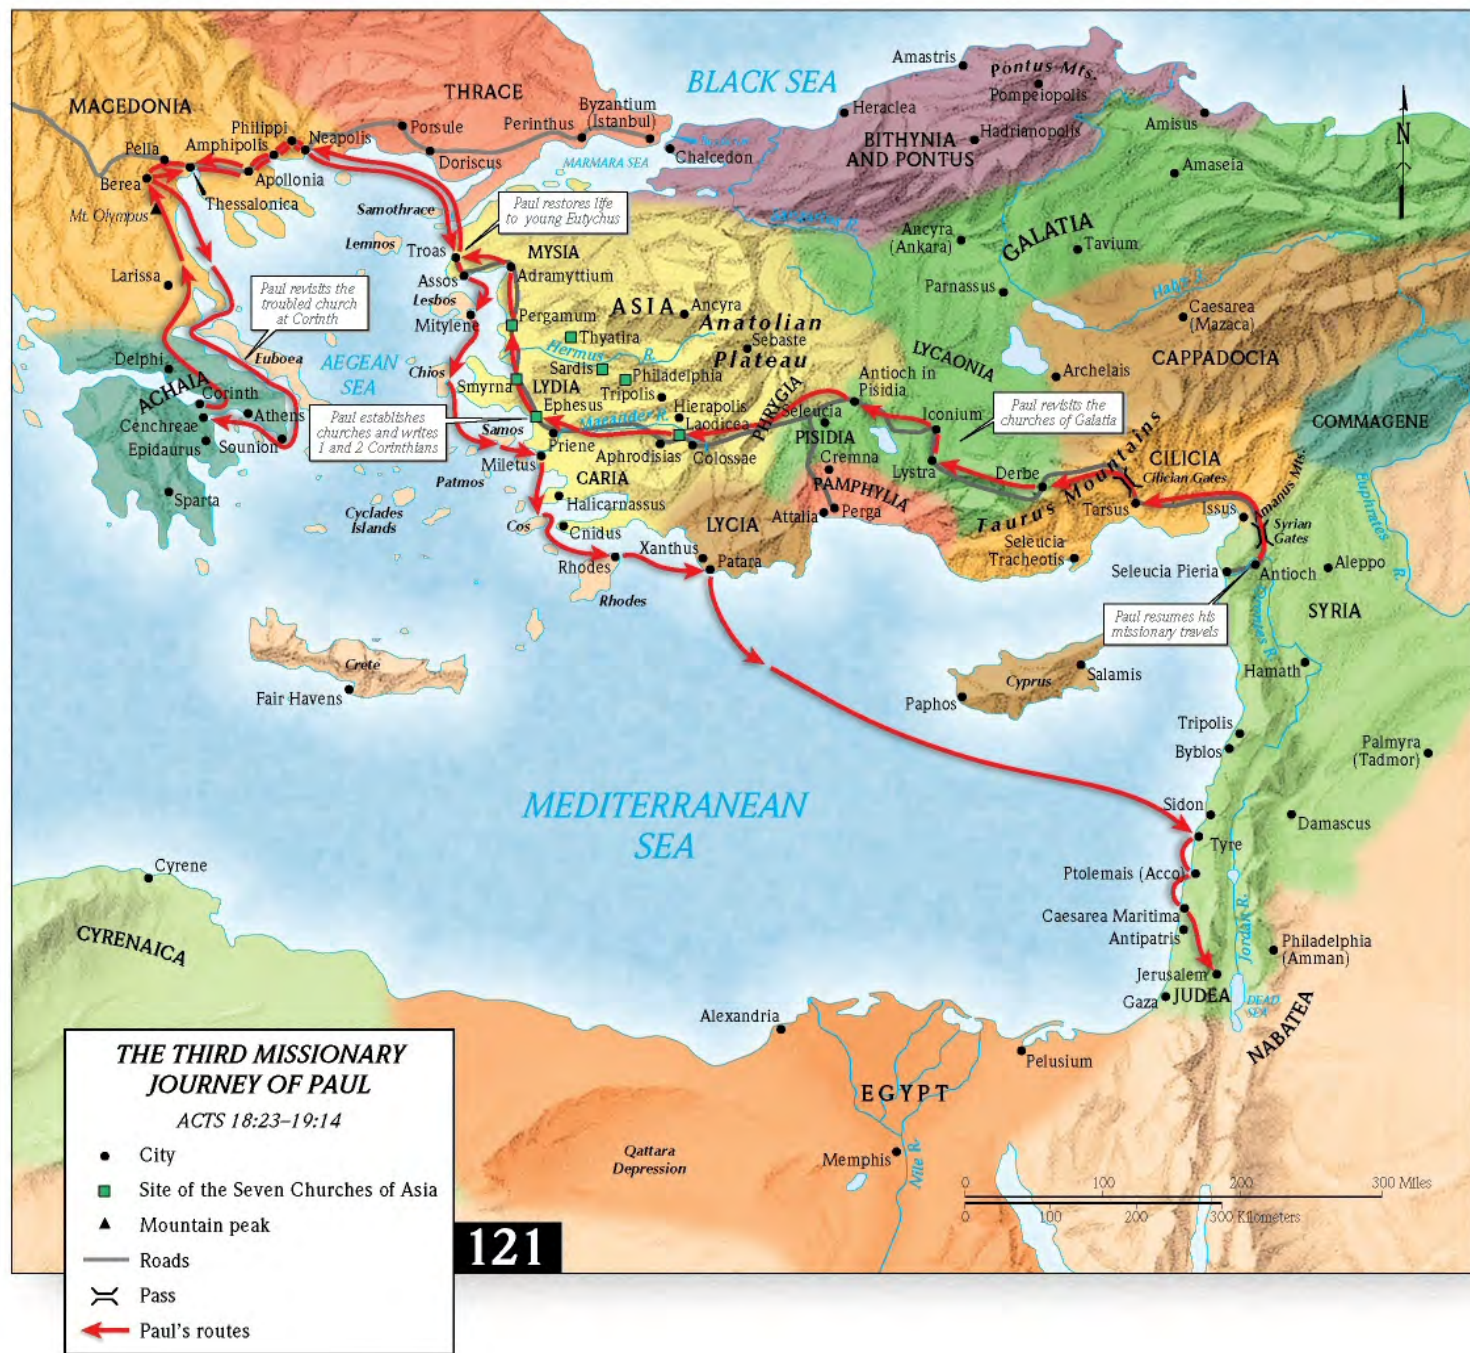 BLACK SEA
Amastris
Pontus Mts.
Pompeiopolis
Heraclea
BITHYNIA
AND PONTUS
Hadrianopolis
Amisus
Amaseia
N
MACEDONIA
THRACE
Byzantium
(Istanbul)
Perinthus
Porsule
Doriscus
Chalcedon
MARMARA SEA
Philippi
Neapolis
Amphipolis
Pella
Berea
Apollonia
Thessalonica
Mt. Olympus
Samothrace
Lemnos
Larissa
Troas
Paul restores life
to young Eutychus
MYSIA
Assos
Adramyttium
Lesbos
Mitylene
Pergamum
Paul revisits the
troubled church
at Corinth
ASIA
Ancyra
Anatolian
Plateau
Sebaste
Thyatira
Hermus R.
Sardis
Philadelphia
Sangarius R.
Ancyra
(Ankara)
GALATIA
Tavium
Parnassus
Halys R.
Caesarea
(Mazaca)
CAPPADOCIA
Archelais
LYCAONIA
Delphi
Euboea
AEGEAN
SEA
Chios
Smyrna
LYDIA
Tripolis
ACHAIA
Corinth
Athens
Cenchreae
Epidaurus
Sounion
Sparta
Paul establishes
churches and writes
1 and 2 Corinthians
Ephesus
Samos
Priene
Maeander R.
Hierapolis
Laodicea
Aphrodisias
Colossae
PHRYGIA
Antioch in
Pisidia
Seleucia
PISIDIA
Cremna
Iconium
Paul revisits the
churches of Galatia
Lystra
Derbe
Taurus Mountains
COMMAGENE
CILICIA
Cilician Gates
Amanus Mts.
Tarsus
Issus
Syrian
Gates
Euphrates R.
Miletus
Patmos
CARIA
Halicarnassus
Cyclades
Islands
Cos
Cnidus
PAMPHYLIA
Attalia
Perga
LYCIA
Xanthus
Patara
Rhodes
Rhodes
Seleucia
Tracheotis
Seleucia Pieria
Antioch
Aleppo
Paul resumes his
missionary travels
SYRIA
Orontes R.
Hamath
Crete
Fair Havens
Cyprus
Salamis
Paphos
Tripolis
Byblos
Palmyra
(Tadmor)
MEDITERRANEAN
SEA
Sidon
Damascus
Tyre
Ptolemais (Acco)
Caesarea Maritima
Antipatris
Jordan R.
Philadelphia
(Amman)
Jerusalem
JUDEA
Gaza
DEAD
SEA
NABATEA
Cyrene
CYRENAICA
Alexandria
Pelusium
EGYPT
Qattara
Depression
Memphis
Nile R.
0 100 200 300 Miles
0 100 200 300 Kilometers
THE THIRD MISSIONARY
JOURNEY OF PAUL
ACTS 18:23–19:14
City
Site of the Seven Churches of Asia
Mountain peak
Roads
Pass
Paul's routes
121